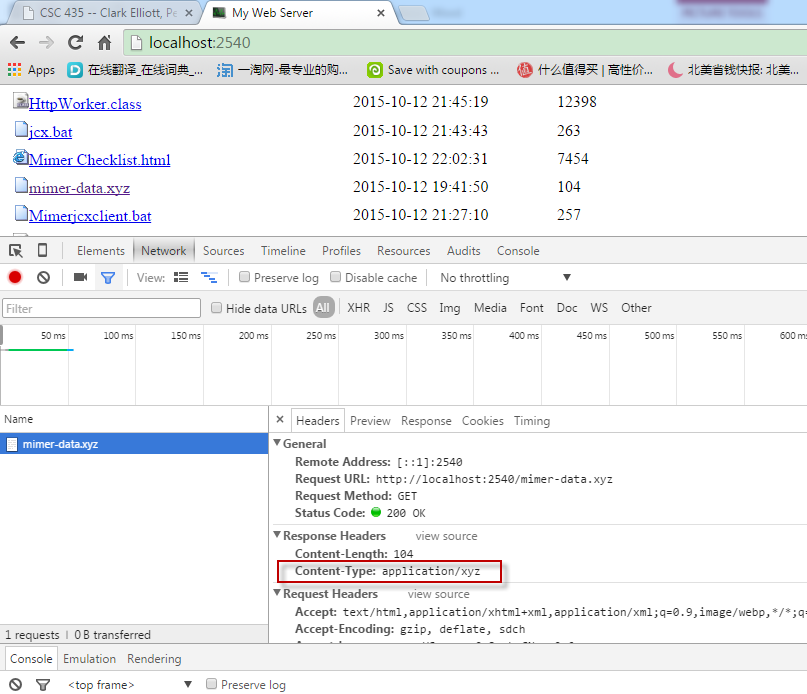 CSC 435 -- Clark Elliott, Pe
My Web Server
localhost:2540
Apps 在线翻译_在线词典_... 一淘网-最专业的购... Save with coupons ... 什么值得买 | 高性价... 北美省钱快报: 北美...
HttpWorker.class 2015-10-12 21:45:19 12398
jcx.bat 2015-10-12 21:43:43 263
Mimer Checklist.html 2015-10-12 22:02:31 7454
mimer-data.xyz 2015-10-12 19:41:50 104
Mimerjcxclient.bat 2015-10-12 21:27:10 257
Elements Network Sources Timeline Profiles Resources Audits Console
View: Preserve log Disable cache No throttling
Filter Hide data URLs All XHR JS CSS Img Media Font Doc WS Other
50 ms 100 ms 150 ms 200 ms 250 ms 300 ms 350 ms 400 ms 450 ms 500 ms 550 ms 600 m
Name
Headers Preview Response Cookies Timing
mimer-data.xyz
General
Remote Address: [::1]:2540
Request URL: http://localhost:2540/mimer-data.xyz
Request Method: GET
Status Code: 200 OK
Response Headers view source
Content-Length: 104
Content-Type: application/xyz
Request Headers view source
Accept: text/html,application/xhtml+xml,application/xml;q=0.9,image/webp,*/*;q=
Accept-Encoding: gzip, deflate, sdch
1 requests | 0 B transferred
Console Emulation Rendering
<top frame> Preserve log